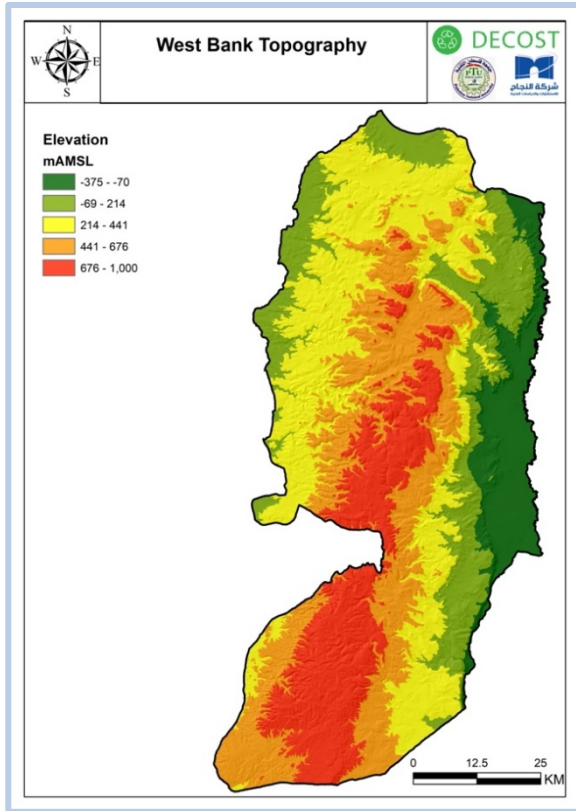 N
W E
S
West Bank Topography
DECOST
PTU
شركة النجاح
Elevation
mAMSL
-375 - -70
-69 - 214
214 - 441
441 - 676
676 - 1,000
0 12.5 25
KM